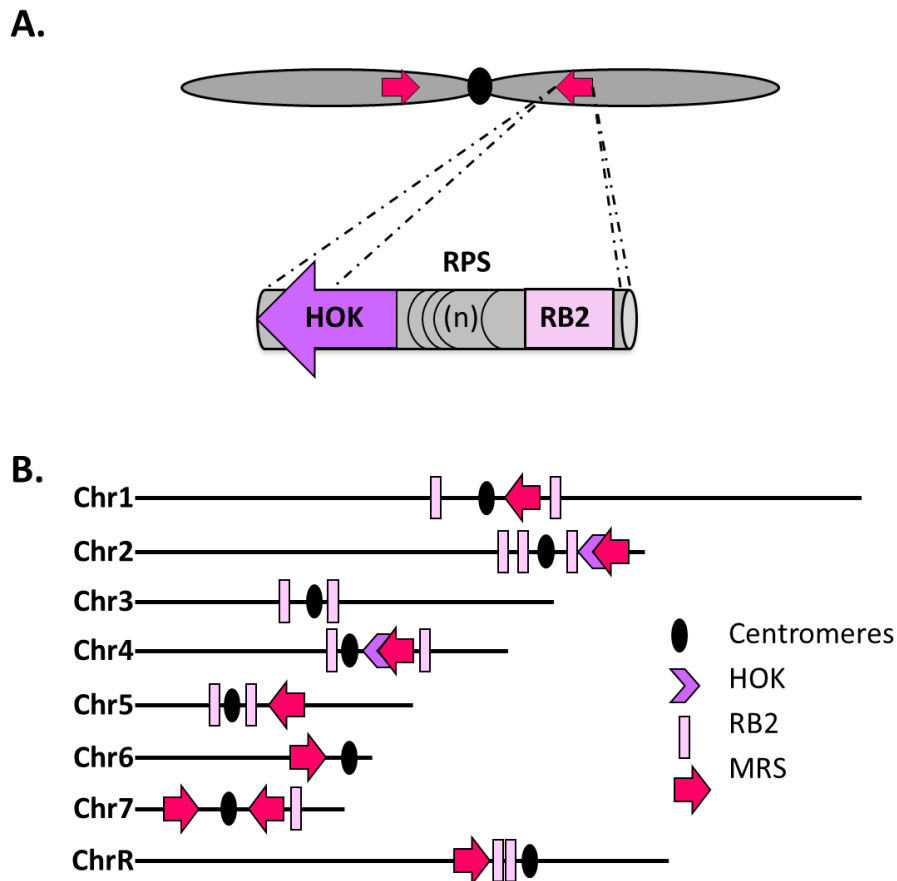 A.
RPS
HOK
(n)
RB2
B.
Chr1
Chr2
Chr3
Chr4
Chr5
Chr6
Chr7
ChrR
Centromeres
HOK
RB2
MRS